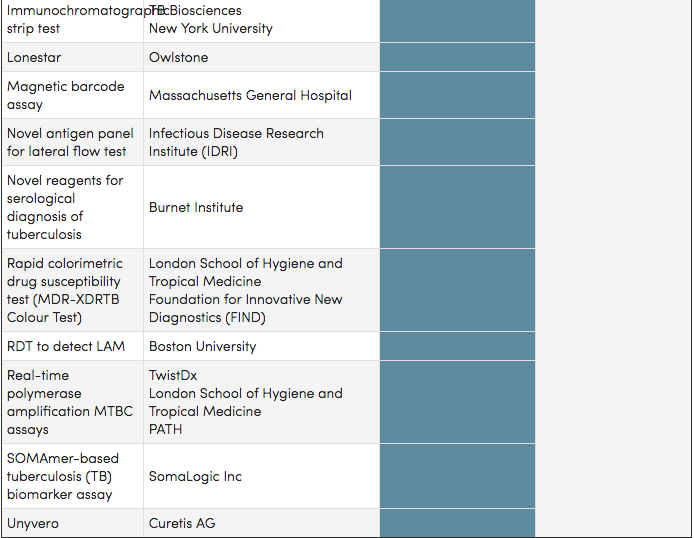 Immunochromatographic
strip test
TB Biosciences
New York University
Lonestar
Owlstone
Magnetic barcode
assay
Massachusetts General Hospital
Novel antigen panel
for lateral flow test
Infectious Disease Research
Institute (IDRI)
Novel reagents for
serological
diagnosis of
tuberculosis
Burnet Institute
Rapid colorimetric
drug susceptibility
test (MDR-XDRTB
Colour Test)
London School of Hygiene and
Tropical Medicine
Foundation for Innovative New
Diagnostics (FIND)
RDT to detect LAM
Boston University
Real-time
polymerase
amplification MTBC
assays
TwistDx
London School of Hygiene and
Tropical Medicine
PATH
SOMAmer-based
tuberculosis (TB)
biomarker assay
SomaLogic Inc
Unyvero
Curetis AG